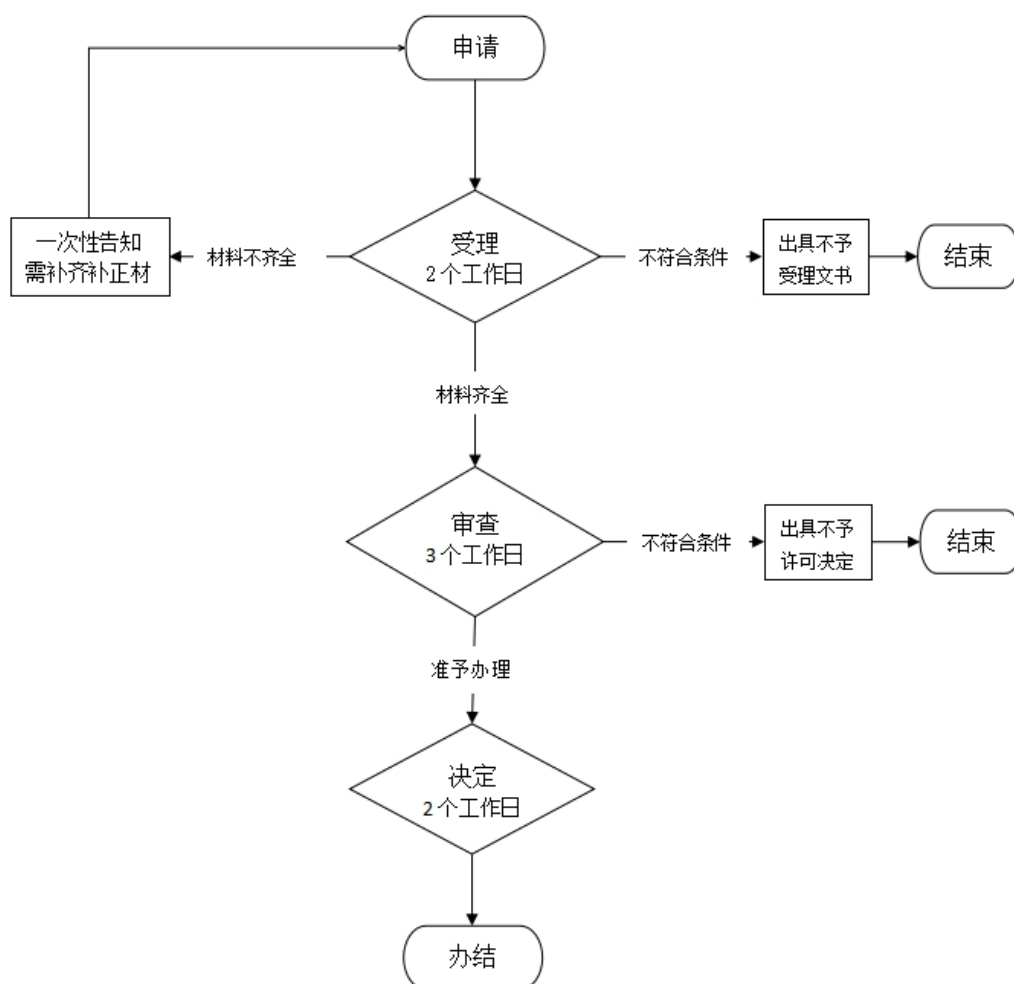 申请
一次性告知
需补齐补正材
材料不齐全
受理
2个工作日
不符合条件
出具不予
受理文书
结束
材料齐全
审查
3个工作日
不符合条件
出具不予
许可决定
结束
准予办理
决定
2个工作日
办结